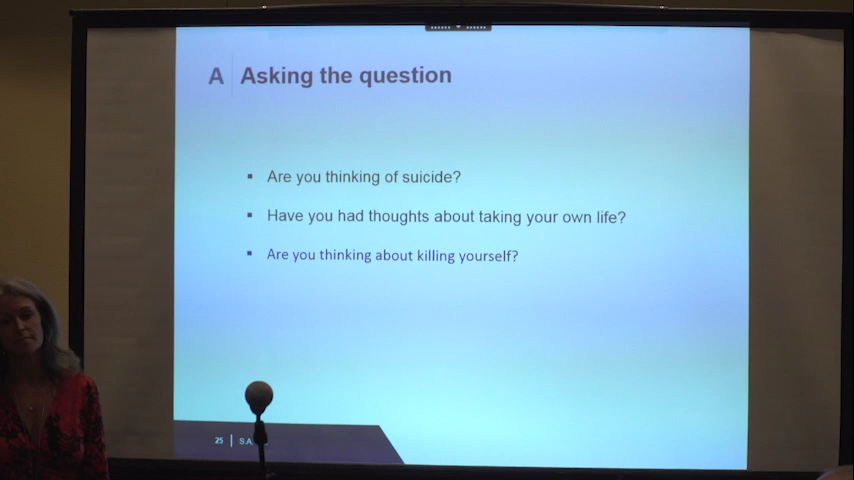 A Asking the question
Are you thinking of suicide?
Have you had thoughts about taking your own life?
Are you thinking about killing yourself?
25 S.A